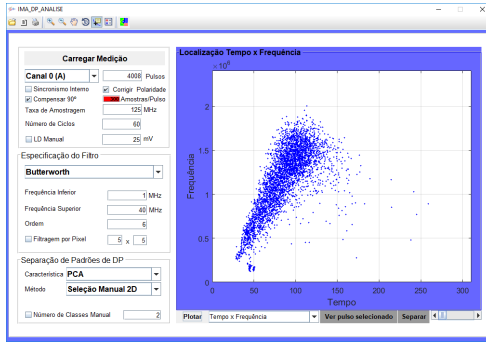 IMA_DP_ANALISE
Carregar Medição
Canal 0 (A) 4008 Pulsos
Sincronismo Interno Corrigir Polaridade
Compensar 90º Amostras/Pulso
Taxa de Amostragem 125 MHz
Número de Ciclos 60
LD Manual 25 mV
Especificação do Filtro
Butterworth
Frequência Inferior 1 MHz
Frequência Superior 40 MHz
Ordem 6
Filtragem por Pixel 5 x 5
Separação de Padrões de DP
Característica PCA
Método Seleção Manual 2D
Número de Classes Manual 2
Localização Tempo x Frequência
2
1.5
1
0.5
0
Frequência
0 50 100 150 200 250 300
Tempo
Plotar Tempo x Frequência Ver pulso selecionado Separar